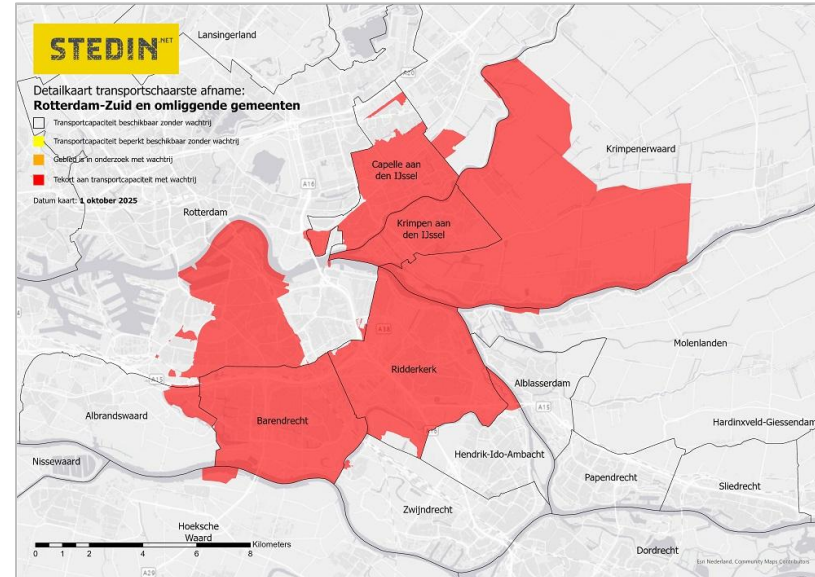 Lansingerland
STEDIN.NET
Detailkaart transportschaarste afname:
Rotterdam-Zuid en omliggende gemeenten
Transportcapaciteit beschikbaar zonder wachtrij
Transportcapaciteit beperkt beschikbaar zonder wachtrij
Gebied is in onderzoek met wachtrij
Tekort aan transportcapaciteit met wachtrij
Datum kaart: 1 oktober 2025
A20
Krimpenerwaard
Capelle aan
den IJssel
A16
Rotterdam
Krimpen aan
den IJssel
A16
Molenlanden
Ridderkerk
A15
Alblasserdam
A15
Albrandswaard
Barendrecht
Hardinxveld-Giessendam
Hendrik-Ido-Ambacht
Nissewaard
Papendrecht
Sliedrecht
Zwijndrecht
Hoeksche
Waard
Kilometers
0 1 2 4 6 8
Dordrecht
Esri Nederland, Community Maps Contributors
A29